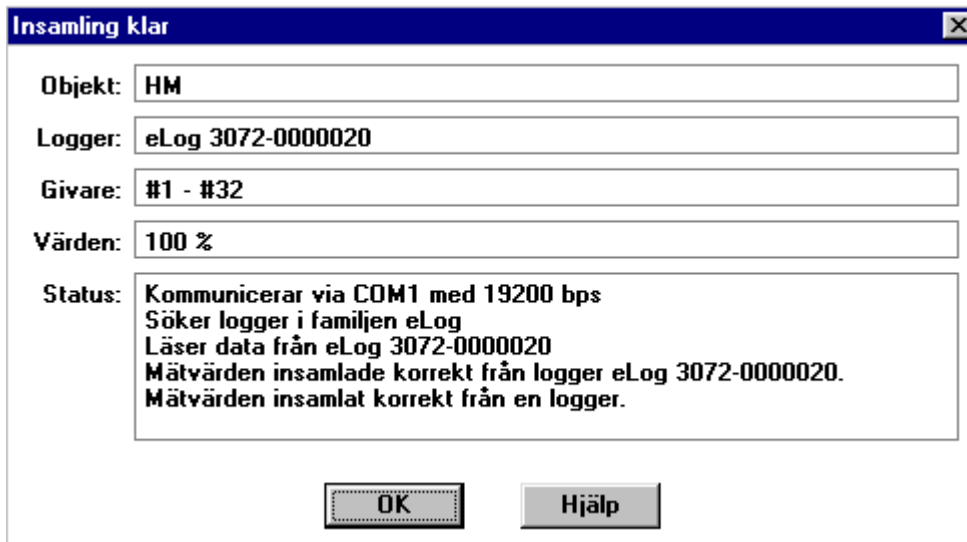 Insamling klar
Objekt: HM
Logger: eLog 3072-0000020
Givare: #1 - #32
Värden: 100 %
Status: Kommunicerar via COM1 med 19200 bps
Söker logger i familjen eLog
Läser data från eLog 3072-0000020
Mätvärden insamlade korrekt från logger eLog 3072-0000020.
Mätvärden insamlat korrekt från en logger.
OK Hjälp